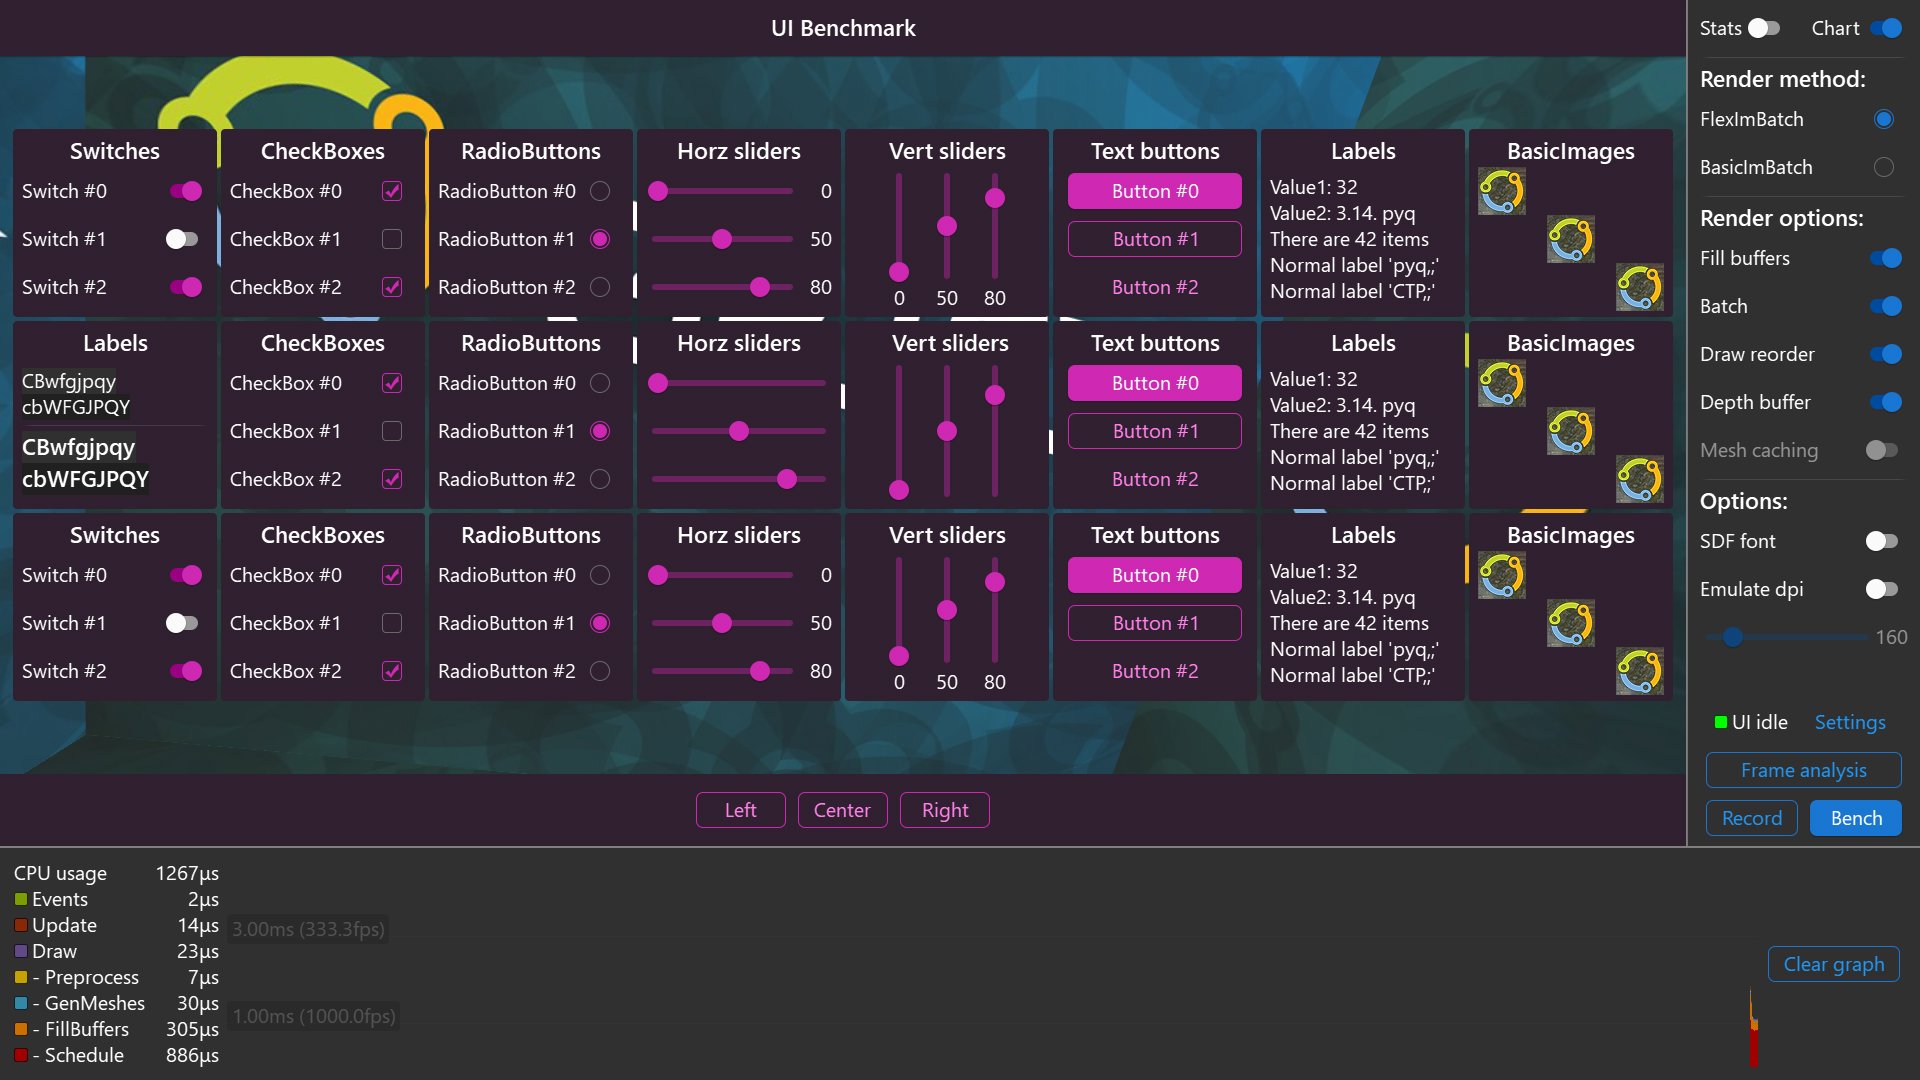 UI Benchmark
Switches
Switch #0
Switch #1
Switch #2
CheckBoxes
CheckBox #0
CheckBox #1
CheckBox #2
RadioButtons
RadioButton #0
RadioButton #1
RadioButton #2
Horz sliders
0
50
80
Vert sliders
0 50 80
Text buttons
Button #0
Button #1
Button #2
Labels
Value1: 32
Value2: 3.14. pyq
There are 42 items
Normal label 'pyq,;'
Normal label 'CTP,;'
BasicImages
Labels
CBwfgjpqy
cbWFGJPQY
CBwfgjpqy
cbWFGJPQY
CheckBoxes
CheckBox #0
CheckBox #1
CheckBox #2
RadioButtons
RadioButton #0
RadioButton #1
RadioButton #2
Horz sliders
Vert sliders
Text buttons
Button #0
Button #1
Button #2
Labels
Value1: 32
Value2: 3.14. pyq
There are 42 items
Normal label 'pyq,;'
Normal label 'CTP,;'
BasicImages
Switches
Switch #0
Switch #1
Switch #2
CheckBoxes
CheckBox #0
CheckBox #1
CheckBox #2
RadioButtons
RadioButton #0
RadioButton #1
RadioButton #2
Horz sliders
0
50
80
Vert sliders
0 50 80
Text buttons
Button #0
Button #1
Button #2
Labels
Value1: 32
Value2: 3.14. pyq
There are 42 items
Normal label 'pyq,;'
Normal label 'CTP,;'
BasicImages
Left Center Right
Stats Chart
Render method:
FlexImBatch
BasicImBatch
Render options:
Fill buffers
Batch
Draw reorder
Depth buffer
Mesh caching
Options:
SDF font
Emulate dpi
160
UI idle Settings
Frame analysis
Record Bench
CPU usage 1267µs
Events 2µs
Update 14µs
Draw 23µs
- Preprocess 7µs
- GenMeshes 30µs
- FillBuffers 305µs
- Schedule 886µs
3.00ms (333.3fps)
1.00ms (1000.0fps)
Clear graph